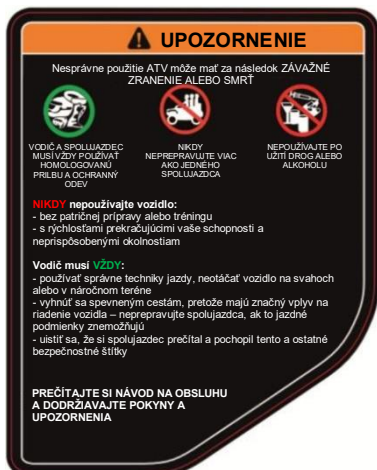 UPOZORNENIE
Nesprávne použitie ATV môže mať za následok ZÁVAŽNÉ
ZRANENIE ALEBO SMRŤ
VODIČ A SPOLUJAZDEC
MUSÍ VŽDY POUŽÍVAŤ
HOMOLOGOVANÚ
PRILBU A OCHRANNÝ
ODEV
NIKDY
NEPREPRAVUJTE VIAC
AKO JEDNÉHO
SPOLUJAZDCA
NEPOUŽÍVAJTE PO
UŽITÍ DROG ALEBO
ALKOHOLU
NIKDY nepoužívajte vozidlo:
- bez patričnej prípravy alebo tréningu
- s rýchlosťami prekračujúcimi vaše schopnosti a
neprispôsobenými okolnostiam
Vodič musí VŽDY:
- používať správne techniky jazdy, neotáčať vozidlo na svahoch
alebo v náročnom teréne
- vyhnúť sa spevneným cestám, pretože majú značný vplyv na
riadenie vozidla – neprepravujte spolujazdca, ak to jazdné
podmienky znemožňujú
- uistiť sa, že si spolujazdec prečítal a pochopil tento a ostatné
bezpečnostné štítky
PREČÍTAJTE SI NÁVOD NA OBSLUHU
A DODRŽIAVAJTE POKYNY A
UPOZORNENIA